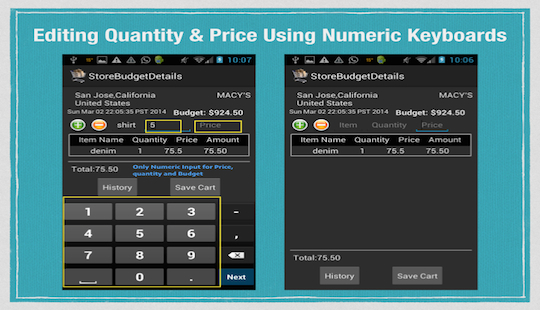 Editing Quantity & Price Using Numeric Keyboards
10:07
StoreBudgetDetails
San Jose,California
MACY'S
United States
Sun Mar 02 22:05:35 PST 2014
Budget: $924.50
shirt
5
Price
Item Name Quantity Price Amount
denim 1 75.5 75.50
Total:75.50
Only Numeric Input for Price,
quantity and Budget
History
Save Cart
1 2 3 -
4 5 6 ,
7 8 9
0 . Next
10:06
StoreBudgetDetails
San Jose,California
MACY'S
United States
Sun Mar 02 22:05:35 PST 2014
Budget: $924.50
Item Quantity Price
Item Name Quantity Price Amount
denim 1 75.5 75.50
Total:75.50
History
Save Cart